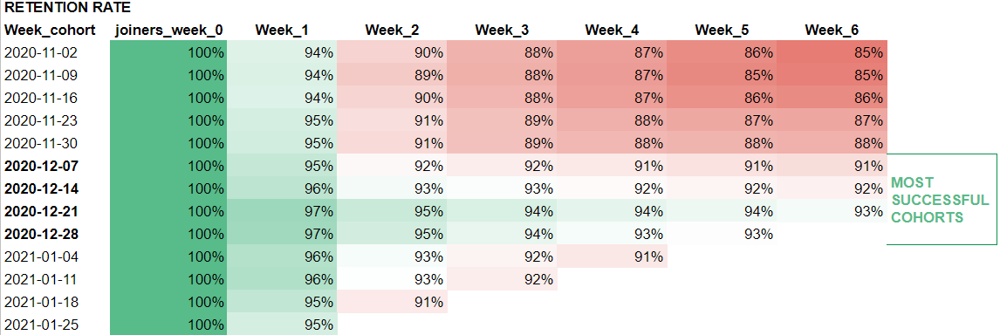 RETENTION RATE
Week_cohort joiners_week_0 Week_1 Week_2 Week_3 Week_4 Week_5 Week_6
2020-11-02 100% 94% 90% 88% 87% 86% 85%
2020-11-09 100% 94% 89% 88% 87% 85% 85%
2020-11-16 100% 94% 90% 88% 87% 86% 86%
2020-11-23 100% 95% 91% 89% 88% 87% 87%
2020-11-30 100% 95% 91% 89% 88% 88% 88%
2020-12-07 100% 95% 92% 92% 91% 91% 91%
2020-12-14 100% 96% 93% 93% 92% 92% 92%
2020-12-21 100% 97% 95% 94% 94% 94% 93%
2020-12-28 100% 97% 95% 94% 93% 93%
2021-01-04 100% 96% 93% 92% 91%
2021-01-11 100% 96% 93% 92%
2021-01-18 100% 95% 91%
2021-01-25 100% 95%
MOST
SUCCESSFUL
COHORTS